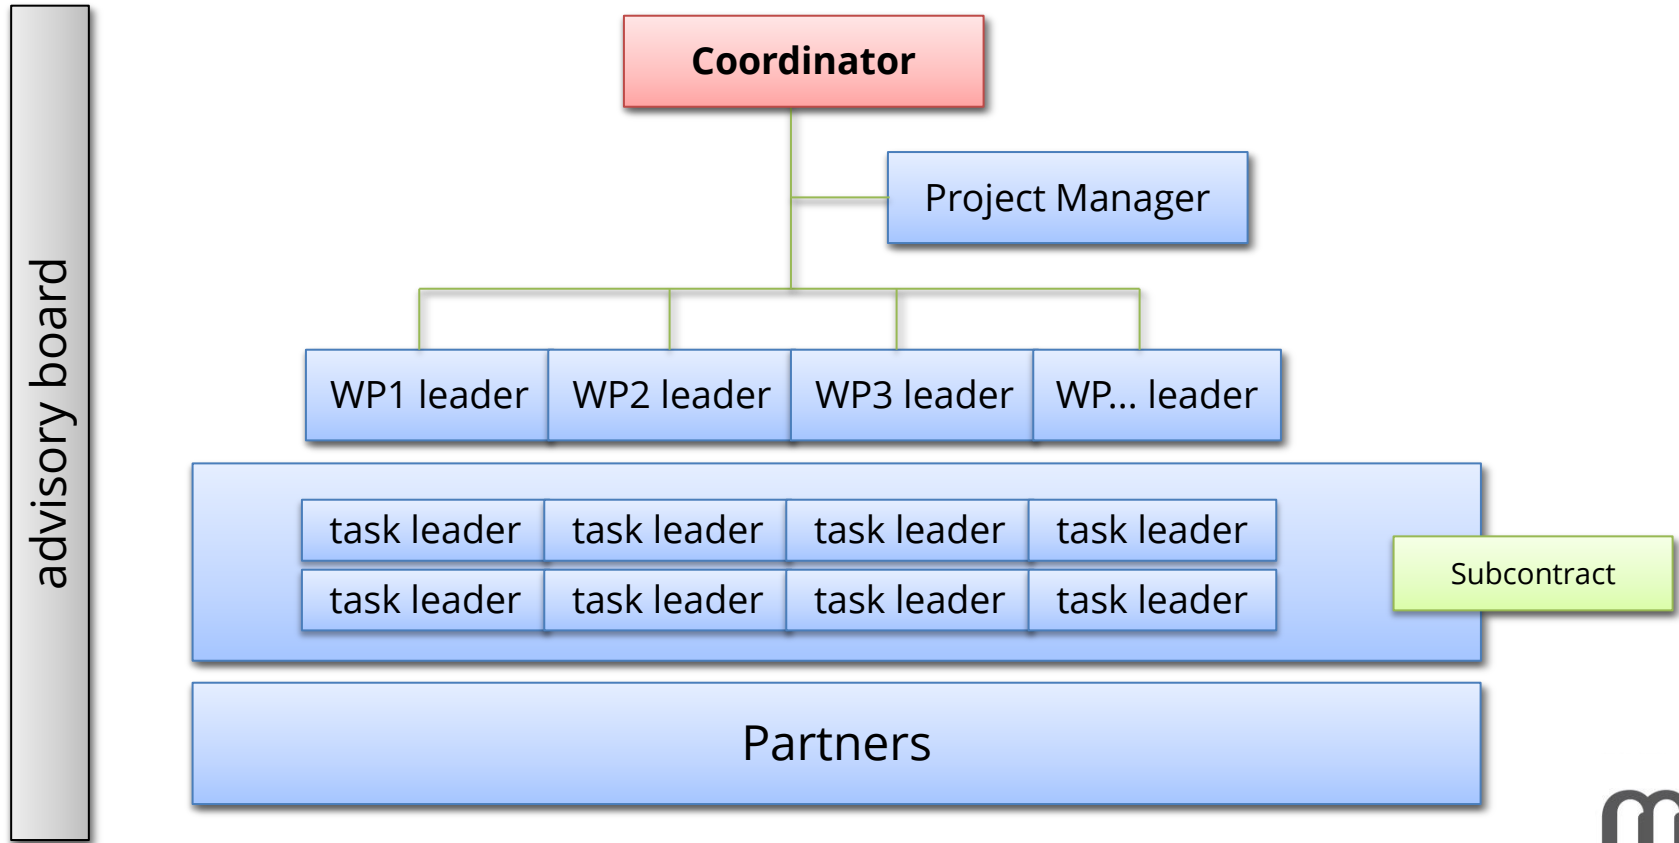 advisory board
Coordinator
Project Manager
WP1 leader
WP2 leader
WP3 leader
WP... leader
task leader
task leader
task leader
task leader
task leader
task leader
task leader
task leader
Subcontract
Partners